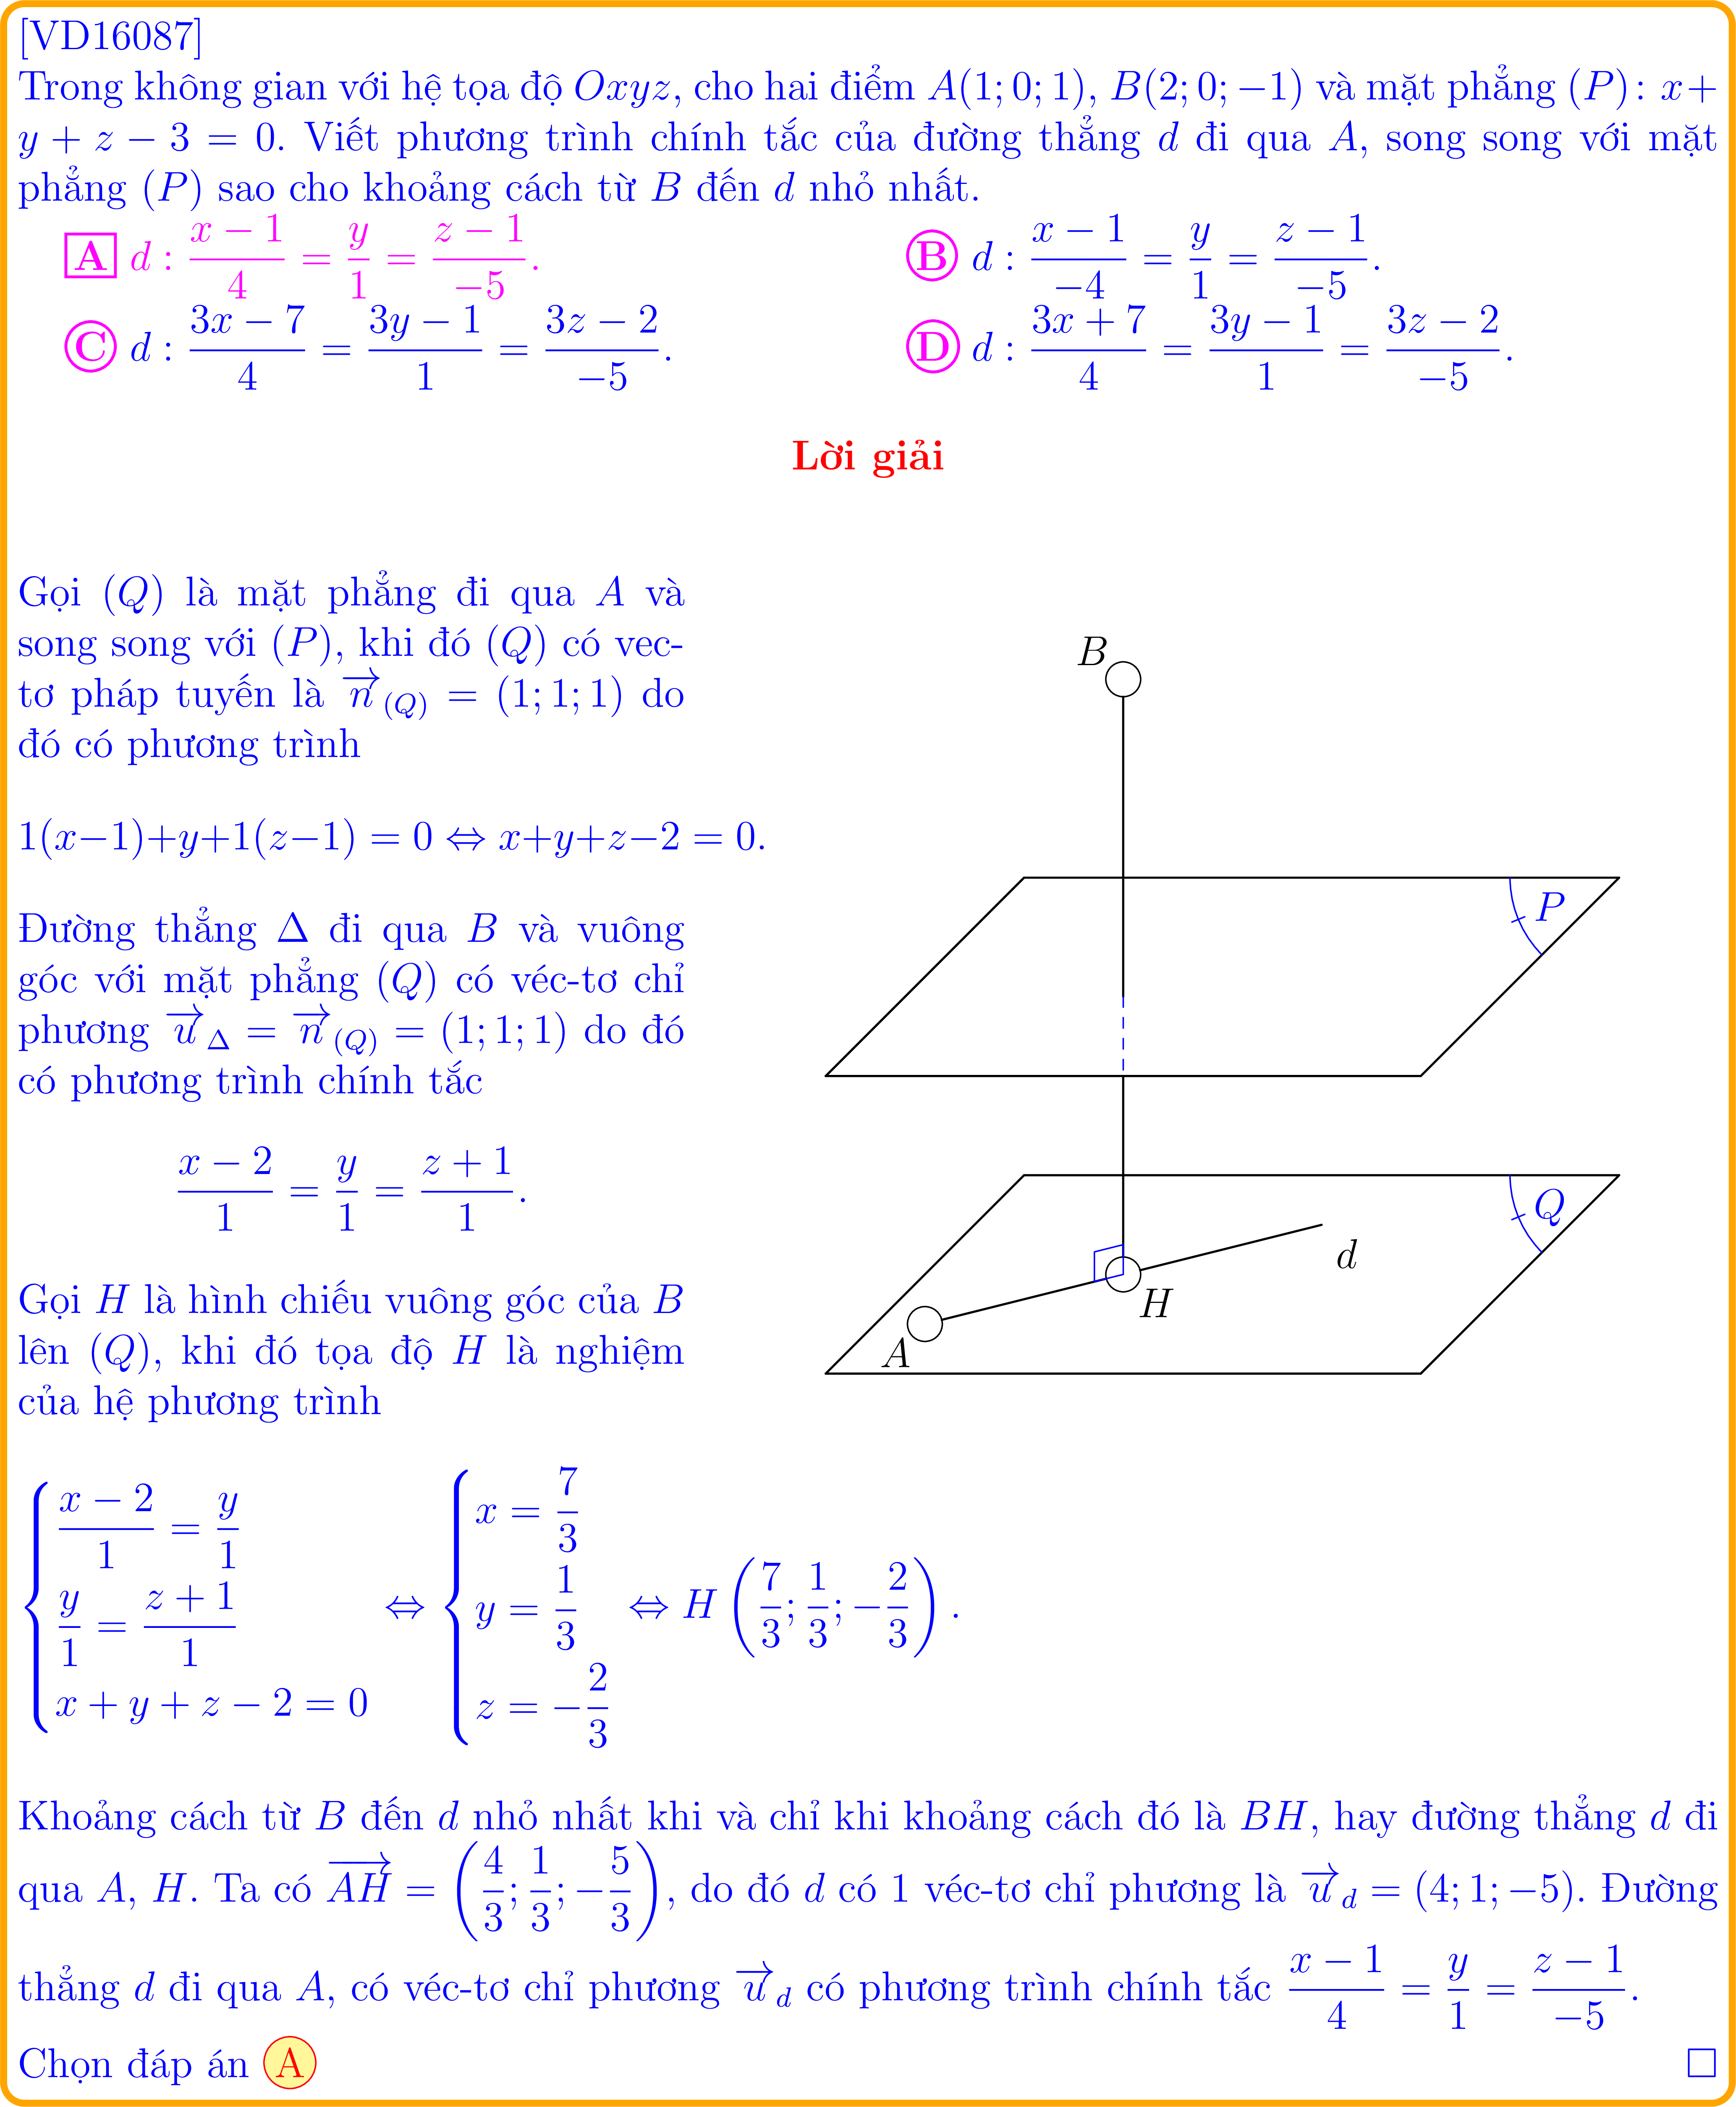 [VD16087]
Trong không gian với hệ tọa độ Oxyz, cho hai điểm A(1; 0; 1), B(2; 0; −1) và mặt phẳng (P): x+
y + z − 3 = 0. Viết phương trình chính tắc của đường thẳng d đi qua A, song song với mặt
phẳng (P) sao cho khoảng cách từ B đến d nhỏ nhất.
A d : \frac{x − 1}{4} = \frac{y}{1} = \frac{z − 1}{−5}. B d : \frac{x − 1}{−4} = \frac{y}{1} = \frac{z − 1}{−5}.
C d : \frac{3x − 7}{4} = \frac{3y − 1}{1} = \frac{3z − 2}{−5}. D d : \frac{3x + 7}{4} = \frac{3y − 1}{1} = \frac{3z − 2}{−5}.
Lời giải
Gọi (Q) là mặt phẳng đi qua A và
song song với (P), khi đó (Q) có vec-
tơ pháp tuyến là \overrightarrow{n}_{(Q)} = (1; 1; 1) do
đó có phương trình
1(x−1)+y+1(z−1) = 0 ⇔ x+y+z−2 = 0.
Đường thẳng Δ đi qua B và vuông
góc với mặt phẳng (Q) có véc-tơ chỉ
phương \overrightarrow{u}_{Δ} = \overrightarrow{n}_{(Q)} = (1; 1; 1) do đó
có phương trình chính tắc
\frac{x − 2}{1} = \frac{y}{1} = \frac{z + 1}{1}.
Gọi H là hình chiếu vuông góc của B
lên (Q), khi đó tọa độ H là nghiệm
của hệ phương trình
B
P
Q
d
H
A
\begin{cases} \frac{x − 2}{1} = \frac{y}{1} \\ \frac{y}{1} = \frac{z + 1}{1} \\ x + y + z − 2 = 0 \end{cases} ⇔ \begin{cases} x = \frac{7}{3} \\ y = \frac{1}{3} \\ z = −\frac{2}{3} \end{cases} ⇔ H \left( \frac{7}{3}; \frac{1}{3}; −\frac{2}{3} \right).
Khoảng cách từ B đến d nhỏ nhất khi và chỉ khi khoảng cách đó là BH, hay đường thẳng d đi
qua A, H. Ta có \overrightarrow{AH} = \left( \frac{4}{3}; \frac{1}{3}; −\frac{5}{3} \right), do đó d có 1 véc-tơ chỉ phương là \overrightarrow{u}_{d} = (4; 1; −5). Đường
thẳng d đi qua A, có véc-tơ chỉ phương \overrightarrow{u}_{d} có phương trình chính tắc \frac{x − 1}{4} = \frac{y}{1} = \frac{z − 1}{−5}.
Chọn đáp án A □